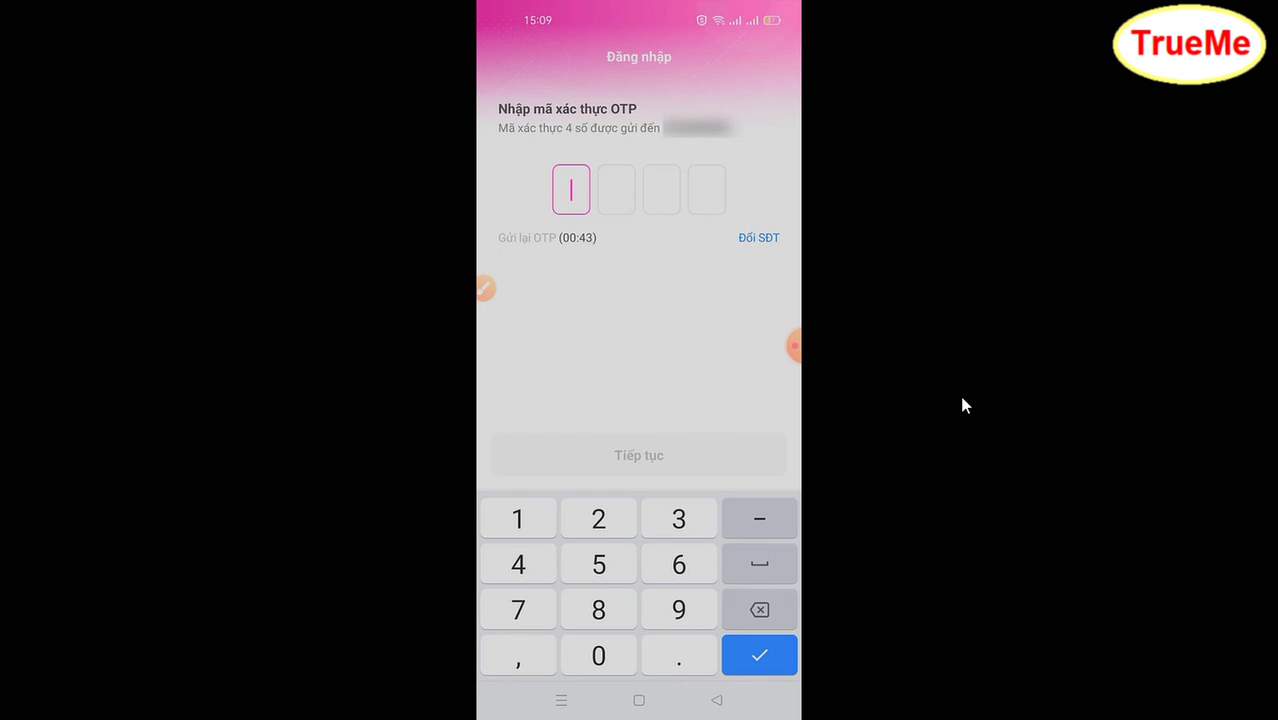 15:09
TrueMe
Đăng nhập
Nhập mã xác thực OTP
Mã xác thực 4 số được gửi đến
Gửi lại OTP (00:43)
Đổi SĐT
Tiếp tục
1 2 3 -
4 5 6
7 8 9
, 0 .